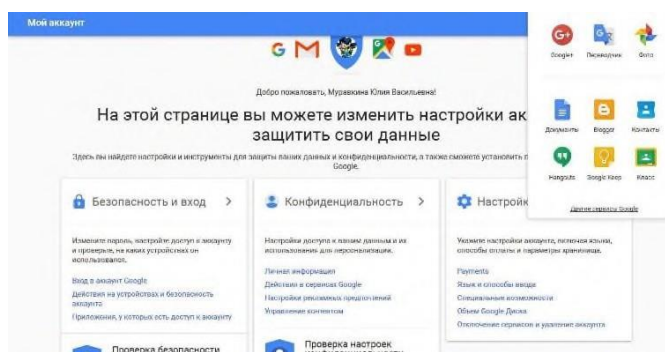 Мой аккаунт
Добро пожаловать, Муравкина Юлия Васильевна!
На этой странице вы можете изменить настройки ак
защитить свои данные
Здесь вы найдете настройки и инструменты для защиты ваших данных и конфиденциальности, а также сможете установить п
Google.
Безопасность и вход
Измените пароль, настройте доступ к аккаунту
и проверьте, на каких устройствах он
использовался.
Вход в аккаунт Google
Действия на устройствах и безопасность
аккаунта
Приложения, у которых есть доступ к аккаунту
Проверка безопасности
Конфиденциальность
Настройки доступа к вашим данным и их
использования для персонализации.
Личная информация
Действия в сервисах Google
Настройки рекламных предпочтений
Управление контентом
Проверка настроек
конфиденциальности
Настройк
Укажите настройки аккаунта, включая языки,
способы оплаты и параметры хранилища.
Payments
Язык и способы ввода
Специальные возможности
Объем Google Диска
Отключение сервисов и удаление аккаунта
Google+ Переводчик Фото
Документы Blogger Контакты
Hangouts Google Keep Класс
Другие сервисы Google